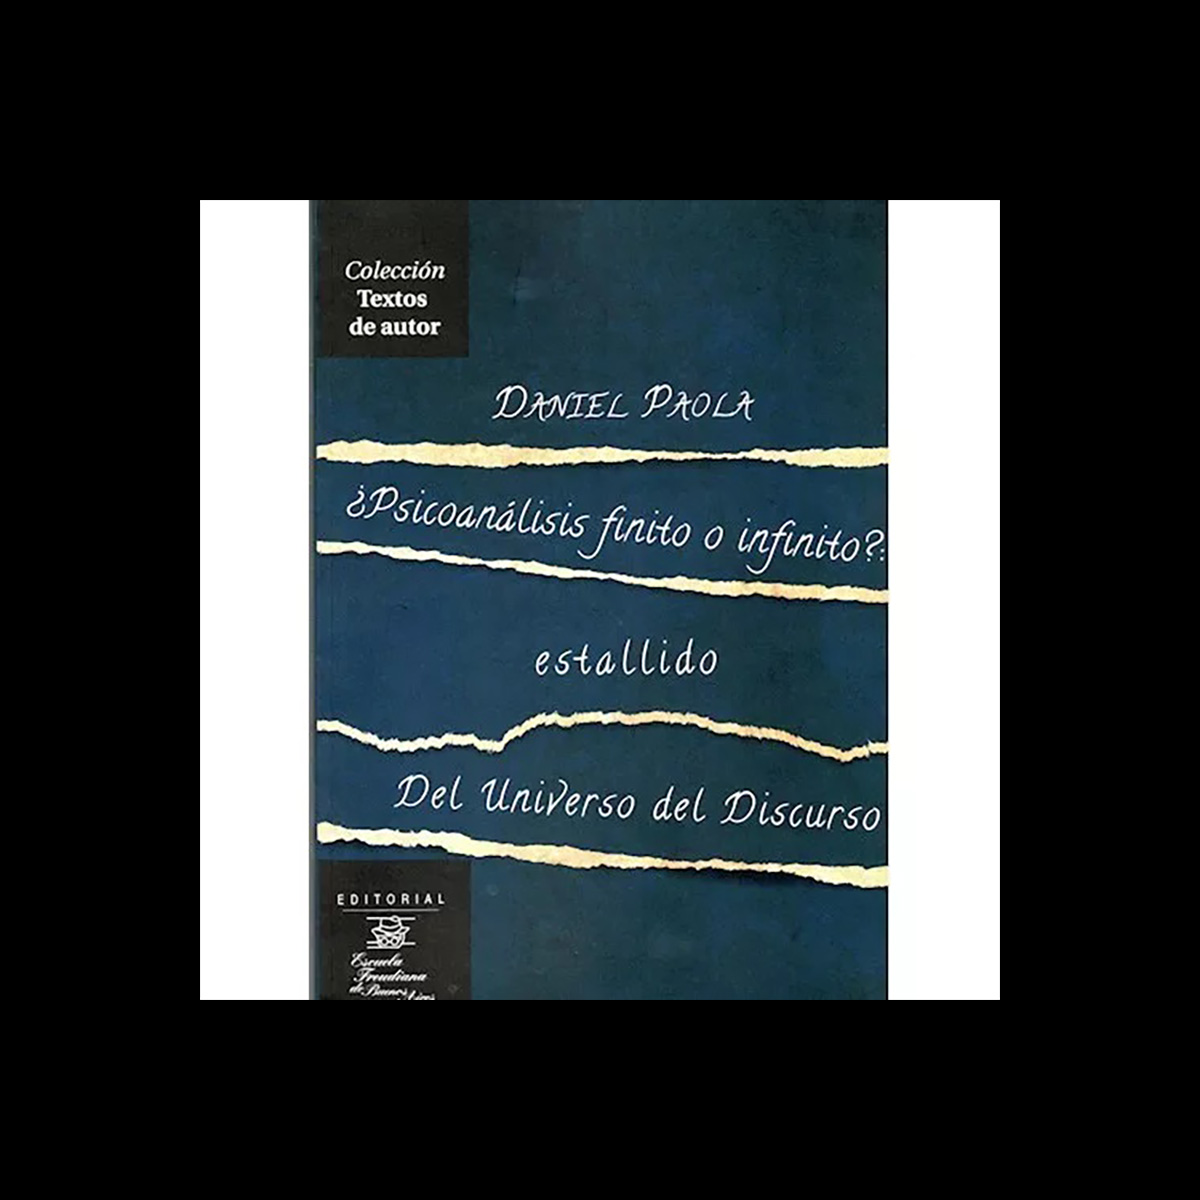 Colección
Textos
de autor
DANIEL PAOLA
¿Psicoanálisis finito o infinito?:
estallido
Del Universo del Discurso
EDITORIAL
Escuela
Freudiana
de Buenos
Aires